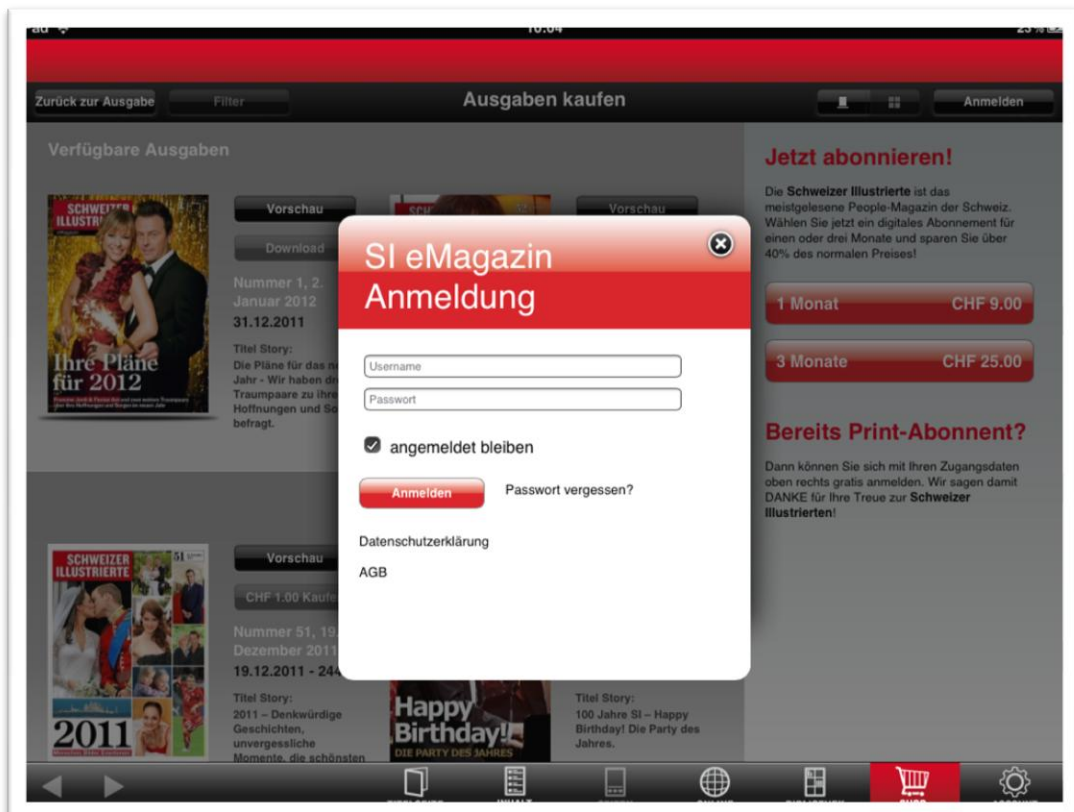 10:04
23 %
Zurück zur Ausgabe
Filter
Ausgaben kaufen
Anmelden
Verfügbare Ausgaben
SCHWEIZER
ILLUSTR
Ihre Pläne
für 2012
Vorschau
Download
Nummer 1, 2.
Januar 2012
31.12.2011
Titel Story:
Die Pläne für das
Jahr - Wir haben
Traumpaare zu
Hoffnungen und
befragt.
Vorschau
SI eMagazin
Anmeldung
Username
Passwort
angemeldet bleiben
Anmelden
Passwort vergessen?
Datenschutzerklärung
AGB
Jetzt abonnieren!
Die Schweizer Illustrierte ist das
meistgelesene People-Magazin der Schweiz.
Wählen Sie jetzt ein digitales Abonnement für
einen oder drei Monate und sparen Sie über
40% des normalen Preises!
1 Monat CHF 9.00
3 Monate CHF 25.00
Bereits Print-Abonnent?
Dann können Sie sich mit Ihren Zugangsdaten
oben rechts gratis anmelden. Wir sagen damit
DANKE für Ihre Treue zur Schweizer
Illustrierten!
SCHWEIZER
ILLUSTRIERTE
51
2011
Vorschau
CHF 1.00 Kaufe
Nummer 51, 19.
Dezember 2011
19.12.2011 - 244
Titel Story:
2011 – Denkwürdige
Geschichten,
unvergessliche
Momente, die schönsten
Happy
Birthday!
DIE PARTY DES JAHRES
Titel Story:
100 Jahre SI – Happy
Birthday! Die Party des
Jahres.